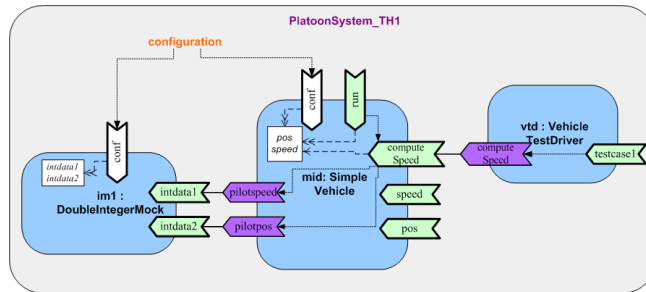 PlatoonSystem_TH1
configuration
conf
run
pos
speed
vtd : Vehicle
TestDriver
compute
Speed
compute
Speed
testcase1
conf
intdata1
intdata2
im1 :
DoubleIntegerMock
intdata1
pilotspeed
mid: Simple
Vehicle
speed
intdata2
pilotpos
pos